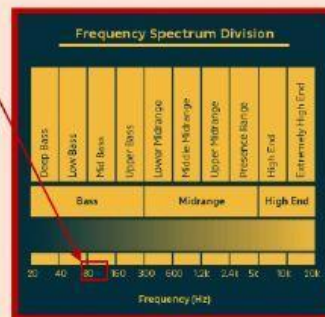 Frequency Spectrum Division
Deep Bass
Low Bass
Mid Bass
Upper Bass
Lower Midrange
Middle Midrange
Upper Midrange
Presence Range
High End
Extremely High End
Bass Midrange High End
20 40 80 160 300 600 1.2k 2.4k 5k 10k 20k
Frequency (Hz)